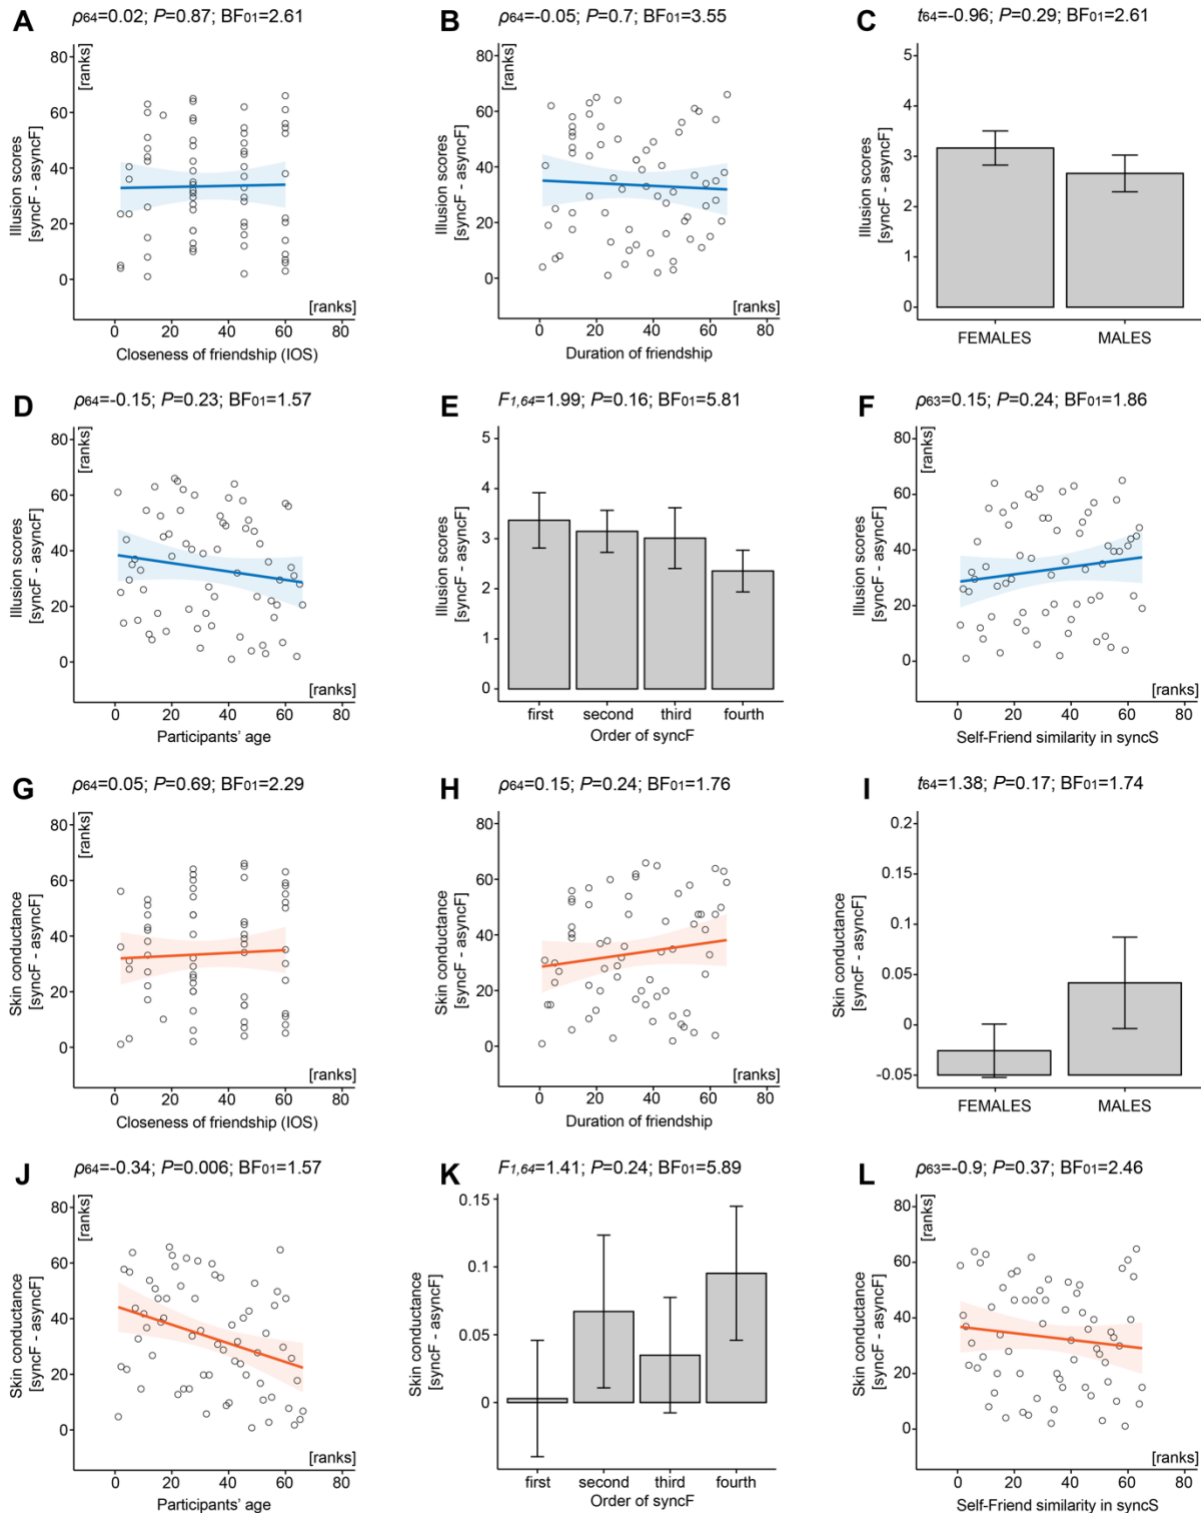 A ρ64=0.02; P=0.87; BF01=2.61
[ranks]
80
60
40
20
0
Illusion scores
[syncF - asyncF]
[ranks]
0 20 40 60 80
Closeness of friendship (IOS)
B ρ64=-0.05; P=0.7; BF01=3.55
[ranks]
80
60
40
20
0
Illusion scores
[syncF - asyncF]
[ranks]
0 20 40 60 80
Duration of friendship
C t64=-0.96; P=0.29; BF01=2.61
5
4
3
2
1
0
Illusion scores
[syncF - asyncF]
FEMALES MALES
D ρ64=-0.15; P=0.23; BF01=1.57
[ranks]
80
60
40
20
0
Illusion scores
[syncF - asyncF]
[ranks]
0 20 40 60 80
Participants' age
E F1,64=1.99; P=0.16; BF01=5.81
5
4
3
2
1
0
Illusion scores
[syncF - asyncF]
first second third fourth
Order of syncF
F ρ63=0.15; P=0.24; BF01=1.86
[ranks]
80
60
40
20
0
Illusion scores
[syncF - asyncF]
[ranks]
0 20 40 60 80
Self-Friend similarity in syncS
G ρ64=0.05; P=0.69; BF01=2.29
[ranks]
80
60
40
20
0
Skin conductance
[syncF - asyncF]
[ranks]
0 20 40 60 80
Closeness of friendship (IOS)
H ρ64=0.15; P=0.24; BF01=1.76
80
60
40
20
0
Skin conductance
[syncF - asyncF]
[ranks]
0 20 40 60 80
Duration of friendship
I t64=1.38; P=0.17; BF01=1.74
0.2
0.15
0.1
0.05
0
-0.05
Skin conductance
[syncF - asyncF]
FEMALES MALES
J ρ64=-0.34; P=0.006; BF01=1.57
[ranks]
80
60
40
20
0
Skin conductance
[syncF - asyncF]
[ranks]
0 20 40 60 80
Participants' age
K F1,64=1.41; P=0.24; BF01=5.89
0.15
0.1
0.05
0
Skin conductance
[syncF - asyncF]
first second third fourth
Order of syncF
L ρ63=-0.9; P=0.37; BF01=2.46
[ranks]
80
60
40
20
0
Skin conductance
[syncF - asyncF]
[ranks]
0 20 40 60 80
Self-Friend similarity in syncS